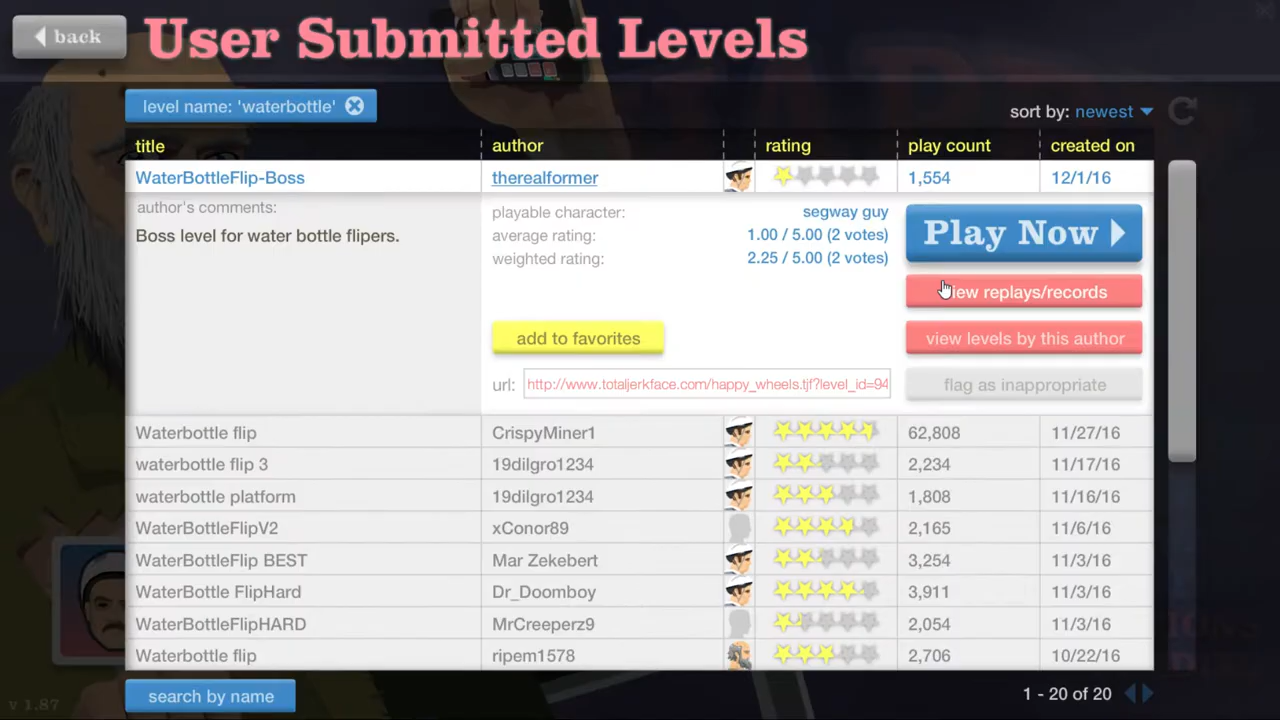 back
User Submitted Levels
level name: 'waterbottle'
sort by: newest
title author rating play count created on
WaterBottleFlip-Boss therealformer 1,554 12/1/16
author's comments:
Boss level for water bottle flipers.
playable character: segway guy
average rating: 1.00 / 5.00 (2 votes)
weighted rating: 2.25 / 5.00 (2 votes)
Play Now
view replays/records
add to favorites
view levels by this author
url: http://www.totaljerkface.com/happy_wheels.tjf?level_id=94
flag as inappropriate
Waterbottle flip CrispyMiner1 62,808 11/27/16
waterbottle flip 3 19dilgro1234 2,234 11/17/16
waterbottle platform 19dilgro1234 1,808 11/16/16
WaterBottleFlipV2 xConor89 2,165 11/6/16
WaterBottleFlip BEST Mar Zekebert 3,254 11/3/16
WaterBottle FlipHard Dr_Doomboy 3,911 11/3/16
WaterBottleFlipHARD MrCreeperz9 2,054 11/3/16
Waterbottle flip ripem1578 2,706 10/22/16
search by name
1 - 20 of 20
v 1.87